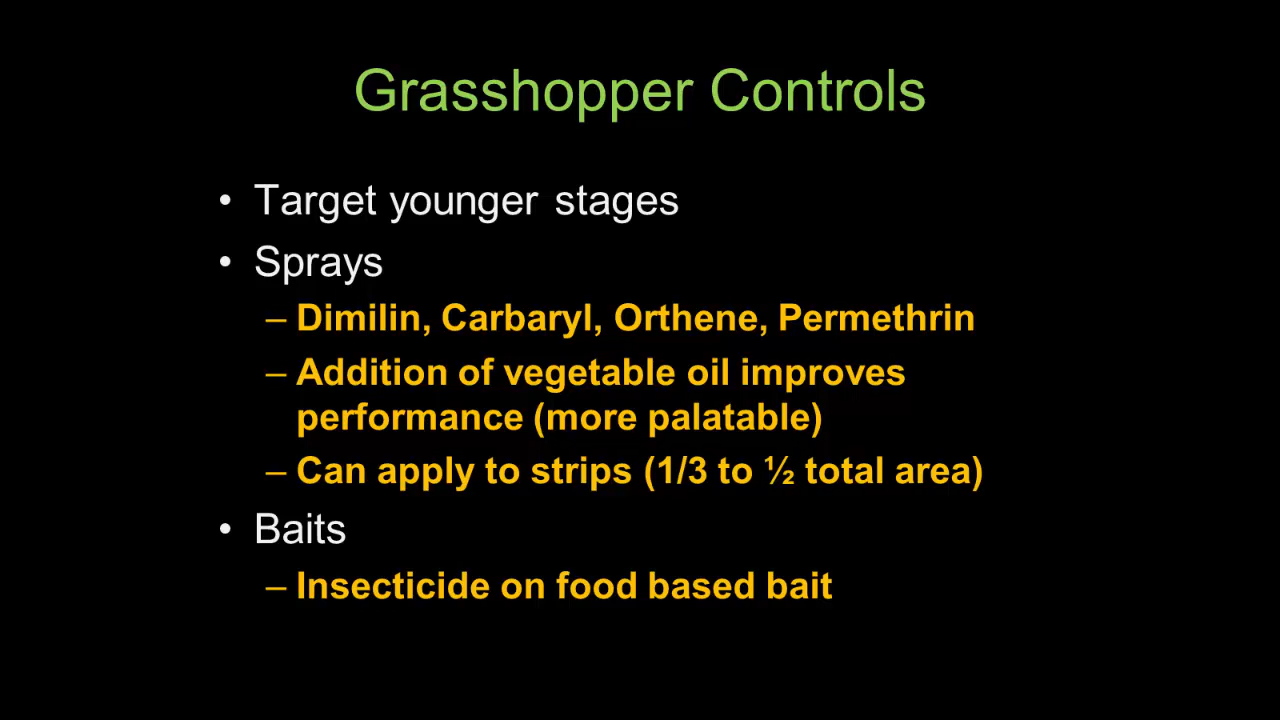 Grasshopper Controls
• Target younger stages
• Sprays
– Dimilin, Carbaryl, Orthene, Permethrin
– Addition of vegetable oil improves
performance (more palatable)
– Can apply to strips (1/3 to ½ total area)
• Baits
– Insecticide on food based bait